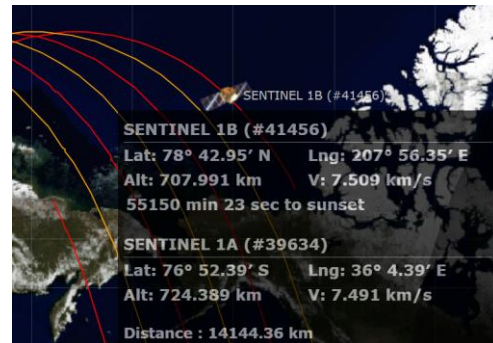 SENTINEL 1B (#41456)
SENTINEL 1B (#41456)
Lat: 78° 42.95′ N Lng: 207° 56.35′ E
Alt: 707.991 km V: 7.509 km/s
55150 min 23 sec to sunset
SENTINEL 1A (#39634)
Lat: 76° 52.39′ S Lng: 36° 4.39′ E
Alt: 724.389 km V: 7.491 km/s
Distance : 14144.36 km